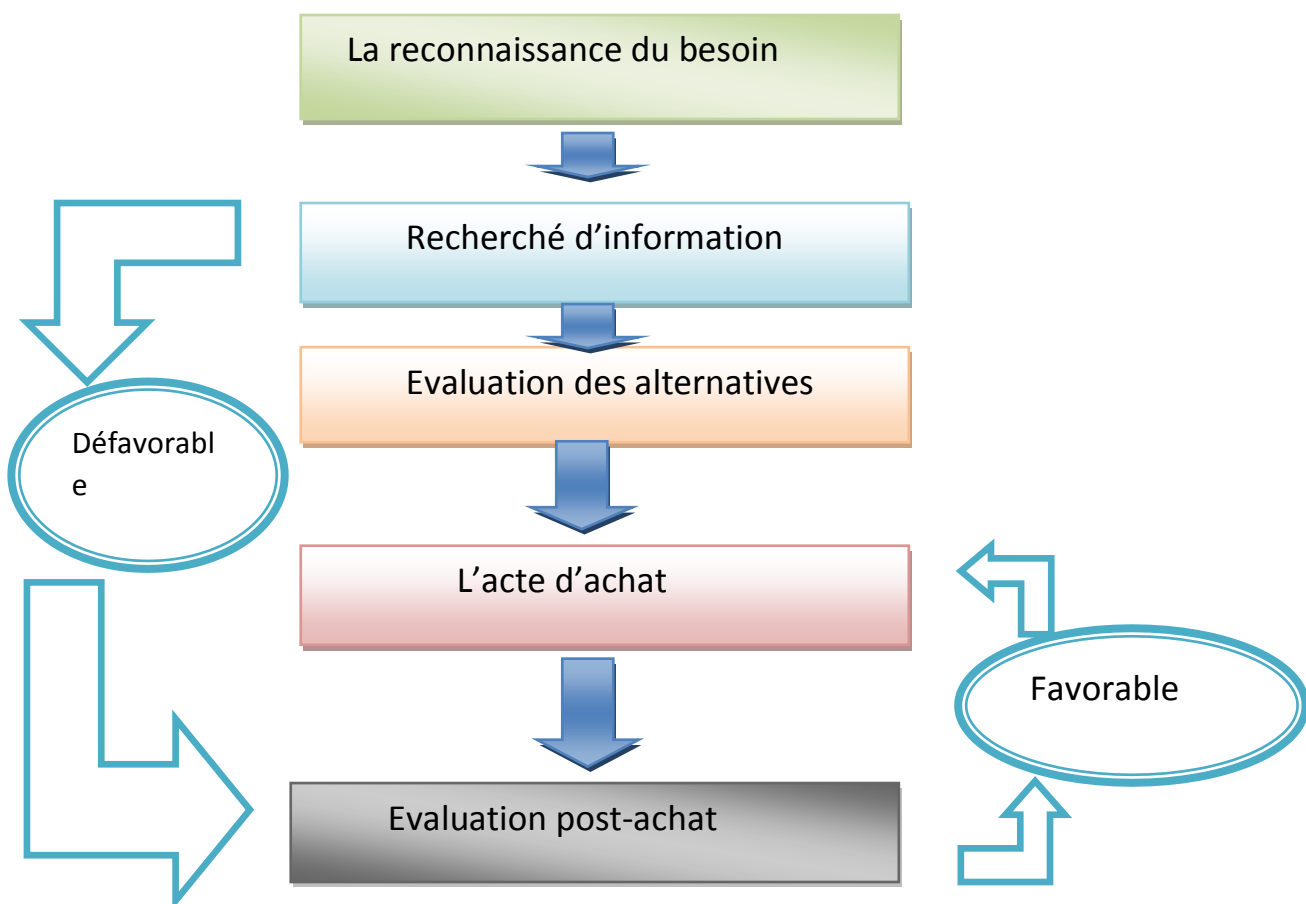 La reconnaissance du besoin
Recherché d’information
Evaluation des alternatives
Défavorabl
e
L’acte d’achat
Favorable
Evaluation post-achat